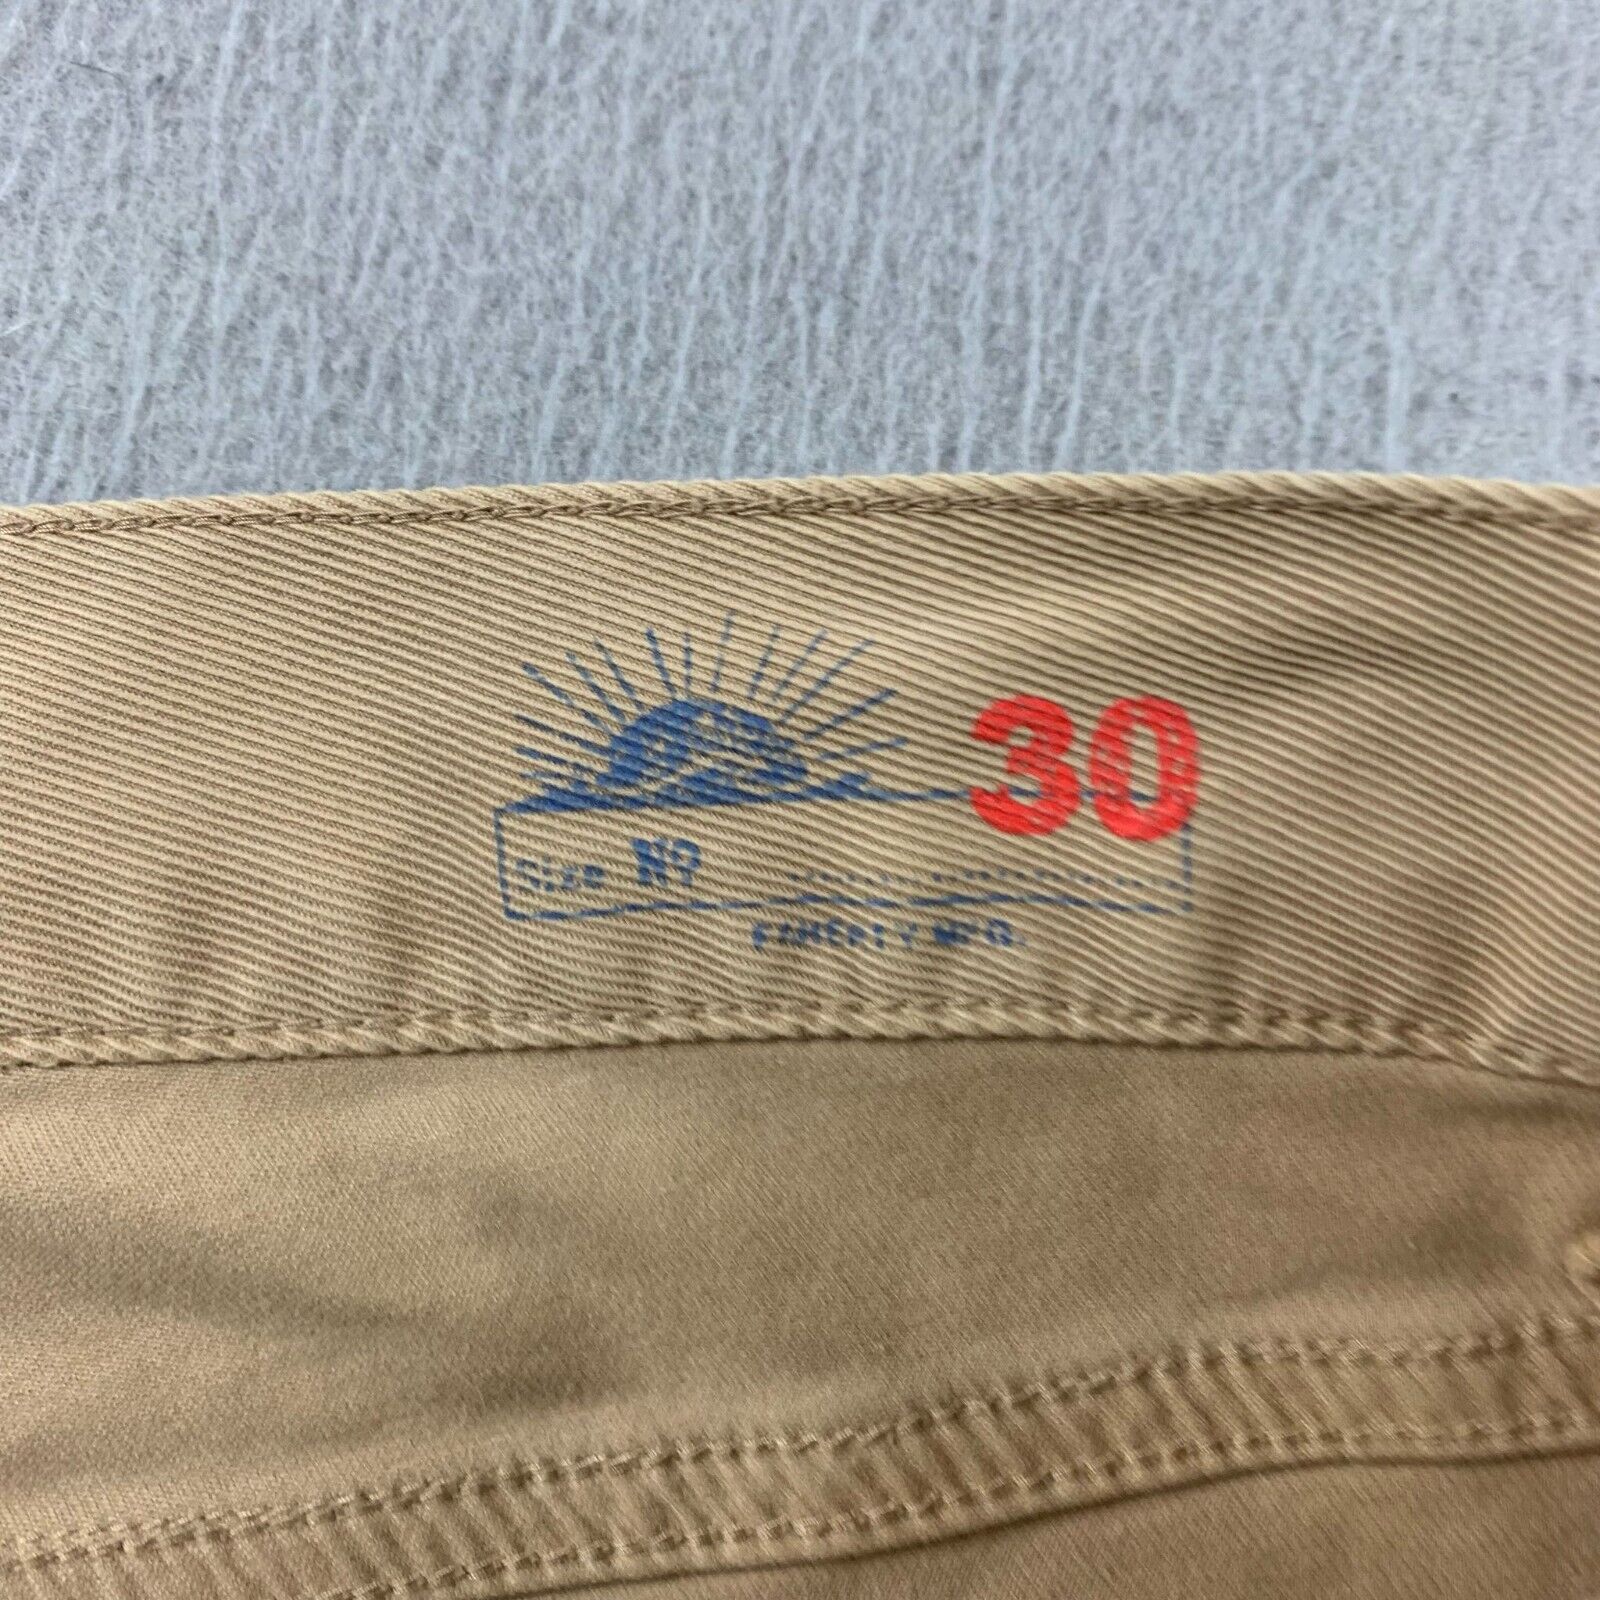 30
Size Nº
FAHERTY MFG.